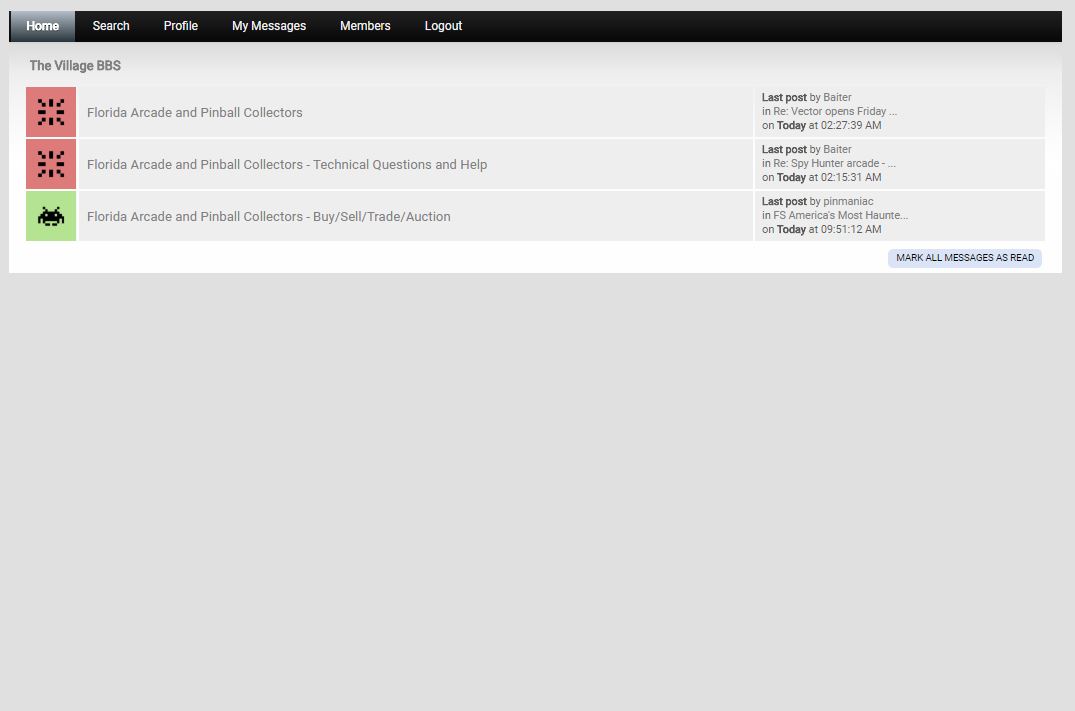 Home Search Profile My Messages Members Logout
The Village BBS
Florida Arcade and Pinball Collectors
Last post by Baiter
in Re: Vector opens Friday ...
on Today at 02:27:39 AM
Florida Arcade and Pinball Collectors - Technical Questions and Help
Last post by Baiter
in Re: Spy Hunter arcade - ...
on Today at 02:15:31 AM
Florida Arcade and Pinball Collectors - Buy/Sell/Trade/Auction
Last post by pinmaniac
in FS America's Most Haunte...
on Today at 09:51:12 AM
MARK ALL MESSAGES AS READ